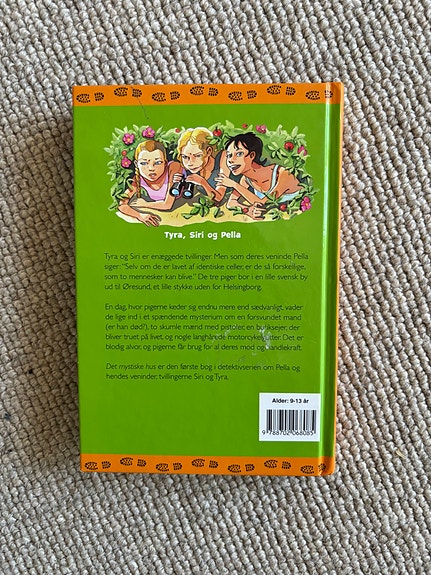 Tyra, Siri og Pella
Tyra og Siri er enæggede tvillinger. Men som deres veninde Pella
siger: "Selv om de er lavet af identiske celler, er de så forskellige,
som to mennesker kan blive." De tre piger bor i en lille svensk by
ud til Øresund, et lille stykke uden for Helsingborg.
En dag, hvor pigerne keder sig endnu mere end sædvanligt, vader
de lige ind i et spændende mysterium om en forsvundet mand
(er han død?), to skumle mænd med pistoler, en butiksejer, der
bliver truet på livet, og nogle langhårede motorcykelgutter. Det er
blodig alvor, og pigerne får brug for al deres mod og handlekraft.
Det mystiske hus er den første bog i detektivserien om Pella og
hendes veninder, tvillingerne Siri og Tyra.
Alder: 9-13 år
9 788702 068085